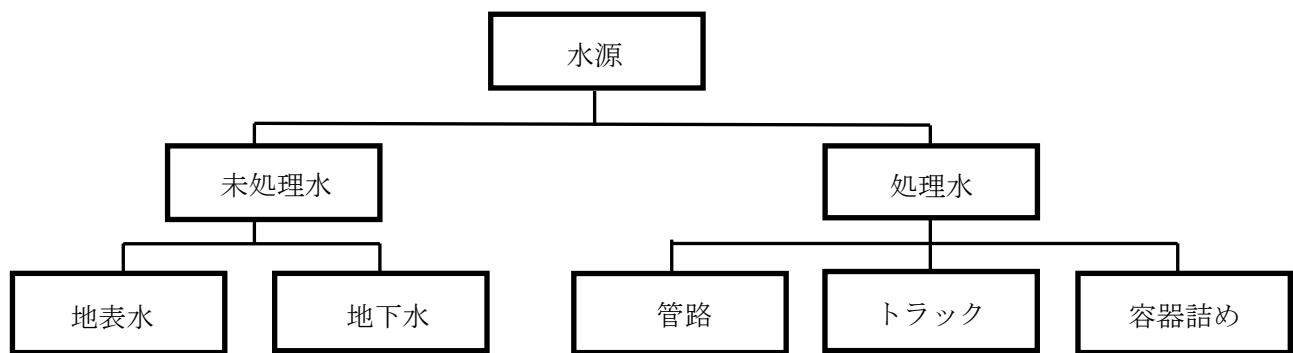 水源
未処理水
処理水
地表水
地下水
管路
トラック
容器詰め